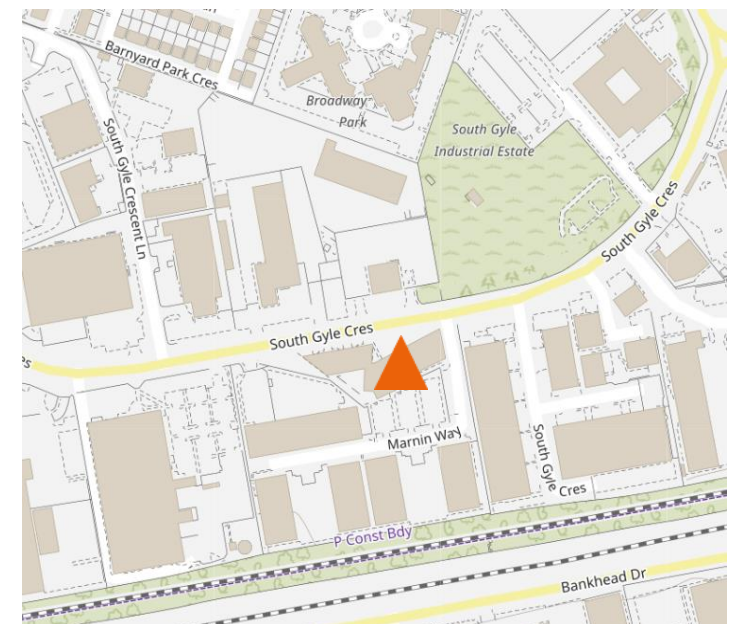 Barnyard Park Cres
Broadway
Park
South Gyle
Industrial Estate
South Gyle Crescent Ln
South Gyle Cres
South Gyle Cres
es
Marnin Way
South Gyle Cres
P Const Bdy
Bankhead Dr